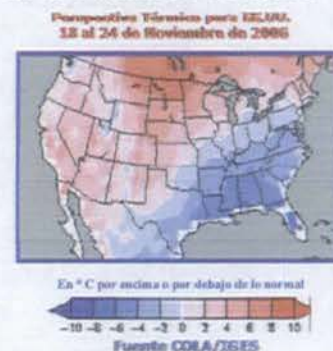 Perspectiva Térmica para EE.UU.
18 al 24 de Noviembre de 2006
En ° C por encima o por debajo de lo normal
-10 -8 -6 -4 -2 0 2 4 6 8 10
Fuente COLA/IGES